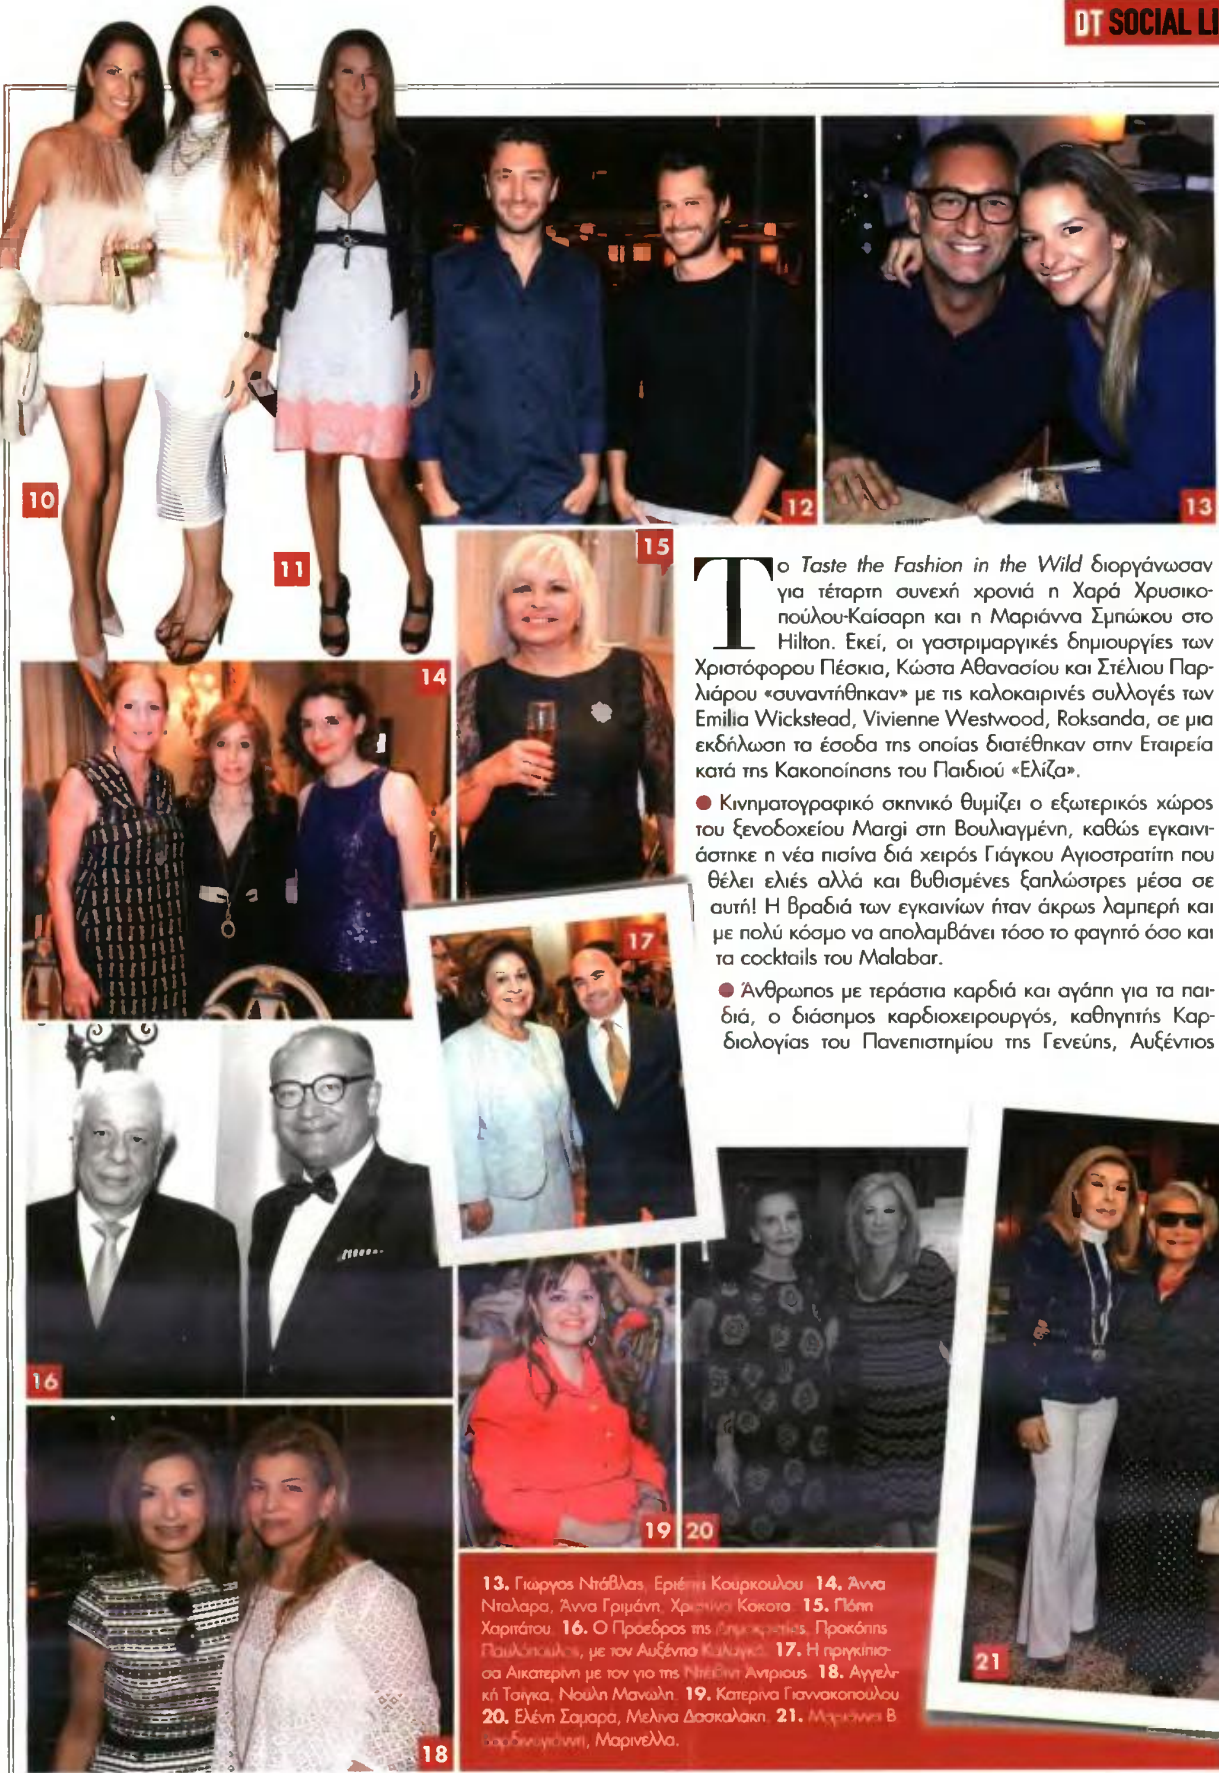 DT SOCIAL LI
10
11
12
13
14
15
Το Taste the Fashion in the Wild διοργάνωσαν
για τέταρτη συνεχή χρονιά η Χαρά Χρυσικο-
πούλου-Καίσαρη και η Μαριάννα Σμπώκου στο
Hilton. Εκεί, οι γαστριμαργικές δημιουργίες των
Χριστόφορου Πέσκια, Κώστα Αθανασίου και Στέλιου Παρ-
λιάρου «συναντήθηκαν» με τις καλοκαιρινές συλλογές των
Emilia Wickstead, Vivienne Westwood, Roksanda, σε μια
εκδήλωση τα έσοδα της οποίας διατέθηκαν στην Εταιρεία
κατά της Κακοποίησης του Παιδιού «Ελίζα».
● Κινηματογραφικό σκηνικό θυμίζει ο εξωτερικός χώρος
του ξενοδοχείου Margi στη Βουλιαγμένη, καθώς εγκαινι-
άστηκε η νέα πισίνα διά χειρός Γιάγκου Αγιοστρατίτη που
θέλει ελιές αλλά και βυθισμένες ξαπλώστρες μέσα σε
αυτή! Η βραδιά των εγκαινίων ήταν άκρως λαμπερή και
με πολύ κόσμο να απολαμβάνει τόσο το φαγητό όσο και
τα cocktails του Malabar.
● Άνθρωπος με τεράστια καρδιά και αγάπη για τα παι-
διά, ο διάσημος καρδιοχειρουργός, καθηγητής Καρ-
διολογίας του Πανεπιστημίου της Γενεύης, Αυξέντιος
17
16
19
20
21
18
13. Γιώργος Ντάβλας, Κούρκουλου 14. Άννα
Νταλάρα, Άννα Γριμάνη, Κόκοτα 15. Πόπη
Χαριτάτου 16. Ο Πρόεδρος της Δημοκρατίας, Προκόπης
Παυλόπουλος, με τον Αυξέντιο 17. Η πριγκίπισ-
σα Αικατερίνη με τον γιο της Άντριους. 18. Αγγελι-
κή Τσίγκα, Νούλη Μανώλη. 19. Κατερίνα Γιαννακοπούλου
20. Ελένη Σαμαρά, Μελίνα Δασκαλάκη. 21. Β.
Βαρδινογιάννη, Μαρινέλλα.